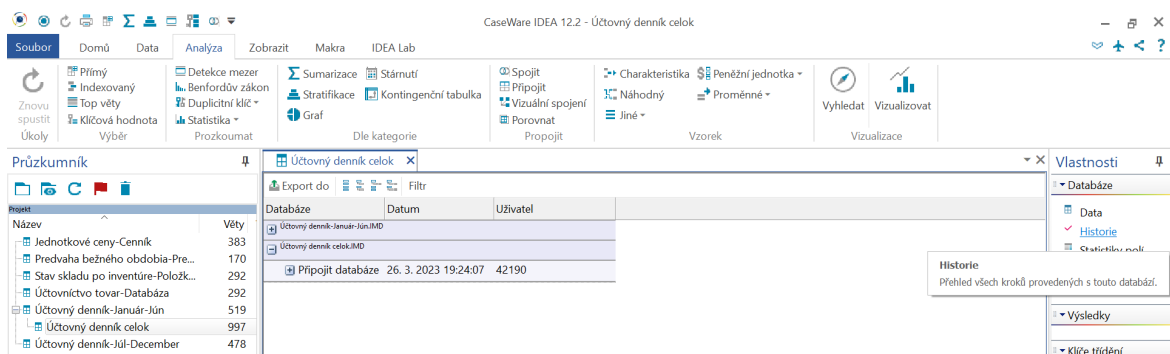 CaseWare IDEA 12.2 - Účtovný denník celok
Soubor Domů Data Analýza Zobrazit Makra IDEA Lab
Znovu spustit
Úkoly
Přímý
Indexovaný
Top věty
Klíčová hodnota
Výběr
Detekce mezer
Benfordův zákon
Duplicitní klíč
Statistika
Prozkoumat
Sumarizace Stárnutí
Stratifikace Kontingenční tabulka
Graf
Dle kategorie
Spojit
Připojit
Vizuální spojení
Porovnat
Propojit
Charakteristika Peněžní jednotka
Náhodný Proměnné
Jiné
Vzorek
Vyhledat Vizualizovat
Vizualizace
Průzkumník
Projekt
Název Věty
Jednotkové ceny-Cenník 383
Predvaha bežného obdobia-Pre... 170
Stav skladu po inventúre-Položk... 292
Účtovníctvo tovar-Databáza 292
Účtovný denník-Január-Jún 519
Účtovný denník celok 997
Účtovný denník-Júl-December 478
Účtovný denník celok
Export do Filtr
Databáze Datum Uživatel
Účtovný denník-Január-Jún.IMD
Účtovný denník celok.IMD
Připojit databáze 26. 3. 2023 19:24:07 42190
Vlastnosti
Databáze
Data
Historie
Statistiky polí
Historie
Přehled všech kroků provedených s touto databází.
Výsledky
Klíče třídění